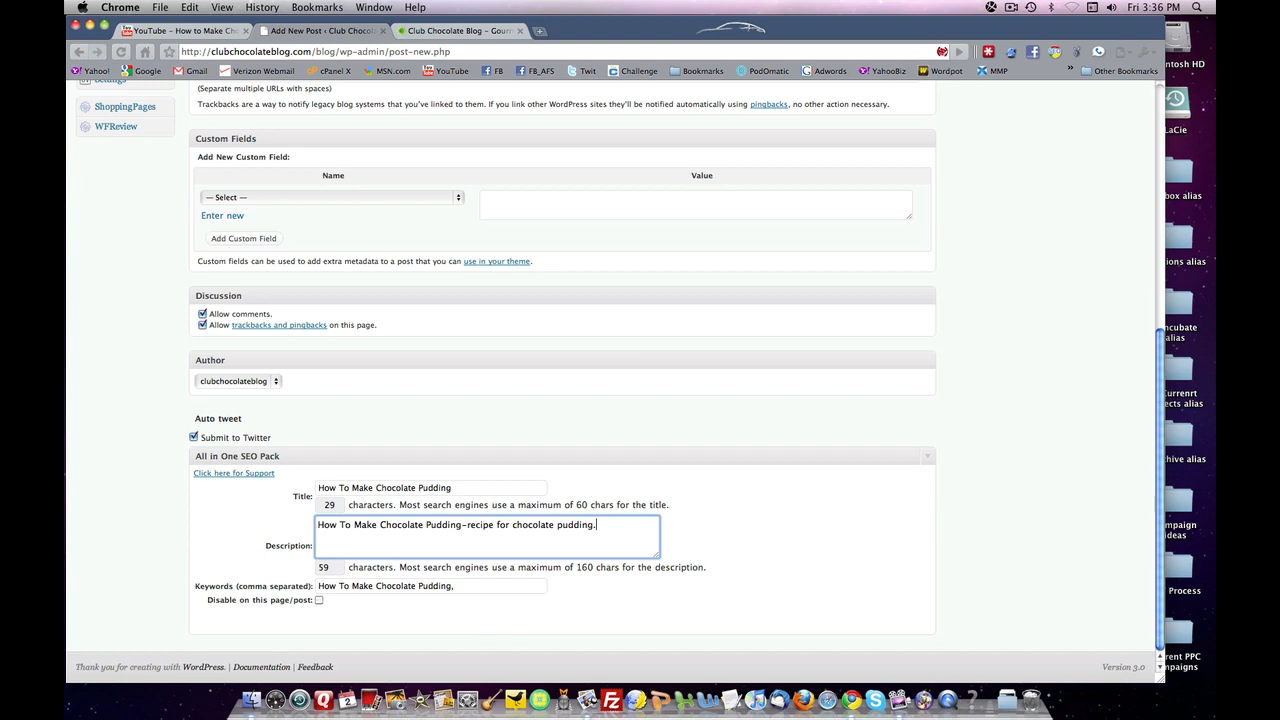 Chrome File Edit View History Bookmarks Window Help Fri 3:36 PM
YouTube - How to Make Cho Add New Post ‹ Club Chocol Club Chocolate Blog - Gour
http://clubchocolateblog.com/blog/wp-admin/post-new.php
Yahoo! Google Gmail Verizon Webmail cPanel X MSN.com YouTube FB FB_AFS Twit Challenge Bookmarks PodOmatic Adwords YahooBiz Wordpot MMP » Other Bookmarks
ShoppingPages
WFReview
(Separate multiple URLs with spaces)
Trackbacks are a way to notify legacy blog systems that you've linked to them. If you link other WordPress sites they'll be notified automatically using pingbacks, no other action necessary.
Custom Fields
Add New Custom Field:
Name Value
— Select —
Enter new
Add Custom Field
Custom fields can be used to add extra metadata to a post that you can use in your theme.
Discussion
Allow comments.
Allow trackbacks and pingbacks on this page.
Author
clubchocolateblog
Auto tweet
Submit to Twitter
All in One SEO Pack
Click here for Support
Title: How To Make Chocolate Pudding
29 characters. Most search engines use a maximum of 60 chars for the title.
Description: How To Make Chocolate Pudding-recipe for chocolate pudding.
59 characters. Most search engines use a maximum of 160 chars for the description.
Keywords (comma separated): How To Make Chocolate Pudding,
Disable on this page/post:
Thank you for creating with WordPress. | Documentation | Feedback Version 3.0
ntosh HD
LaCie
box alias
ions alias
ncubate
alias
Currenrt
ects alias
chive alias
mpaign
deas
Process
rent PPC
mpaigns